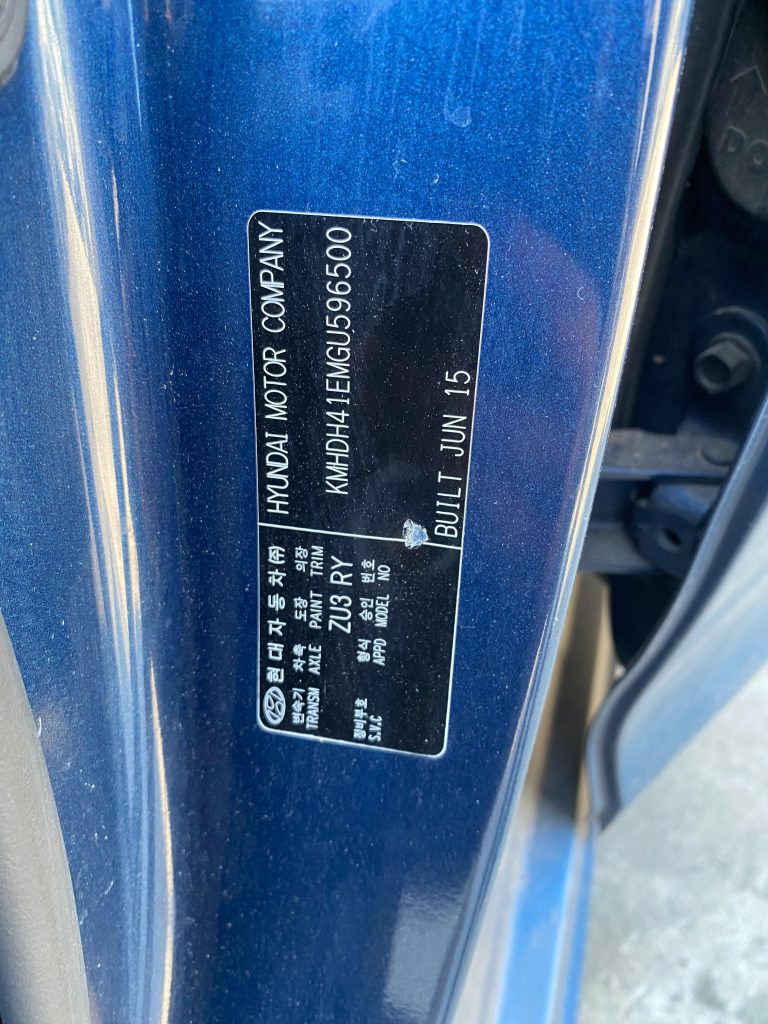 현대자동차(주) HYUNDAI MOTOR COMPANY
변속기 · 차축 도장 의장
TRANSM AXLE PAINT TRIM
ZU3 RY KMHDH41EMGU596500
정비부호 형식 승인 번호
S.V.C APPD MODEL NO
BUILT JUN 15
DO